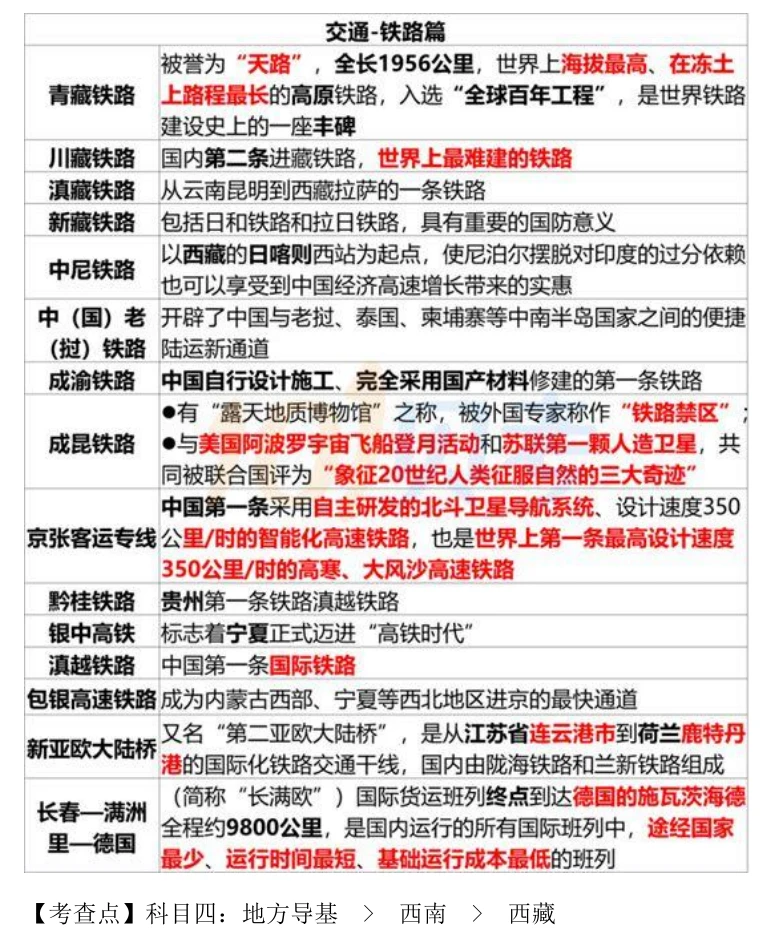 交通-铁路篇
青藏铁路
被誉为“天路”，全长1956公里，世界上海拔最高、在冻土
上路程最长的高原铁路，入选“全球百年工程”，是世界铁路
建设史上的一座丰碑
川藏铁路
国内第二条进藏铁路，世界上最难建的铁路
滇藏铁路
从云南昆明到西藏拉萨的一条铁路
新藏铁路
包括日和铁路和拉日铁路，具有重要的国防意义
中尼铁路
以西藏的日喀则西站为起点，使尼泊尔摆脱对印度的过分依赖
也可以享受到中国经济高速增长带来的实惠
中（国）老
（挝）铁路
开辟了中国与老挝、泰国、柬埔寨等中南半岛国家之间的便捷
陆运新通道
成渝铁路
中国自行设计施工、完全采用国产材料修建的第一条铁路
成昆铁路
●有“露天地质博物馆”之称，被外国专家称作“铁路禁区”；
●与美国阿波罗宇宙飞船登月活动和苏联第一颗人造卫星，共
同被联合国评为“象征20世纪人类征服自然的三大奇迹”
京张客运专线
中国第一条采用自主研发的北斗卫星导航系统、设计速度350
公里/时的智能化高速铁路，也是世界上第一条最高设计速度
350公里/时的高寒、大风沙高速铁路
黔桂铁路
贵州第一条铁路滇越铁路
银中高铁
标志着宁夏正式迈进“高铁时代”
滇越铁路
中国第一条国际铁路
包银高速铁路
成为内蒙古西部、宁夏等西北地区进京的最快通道
新亚欧大陆桥
又名“第二亚欧大陆桥”，是从江苏省连云港市到荷兰鹿特丹
港的国际化铁路交通干线，国内由陇海铁路和兰新铁路组成
长春—满洲
里—德国
（简称“长满欧”）国际货运班列终点到达德国的施瓦茨海德
全程约9800公里，是国内运行的所有国际班列中，途经国家
最少、运行时间最短、基础运行成本最低的班列
【考查点】科目四：地方导基 > 西南 > 西藏